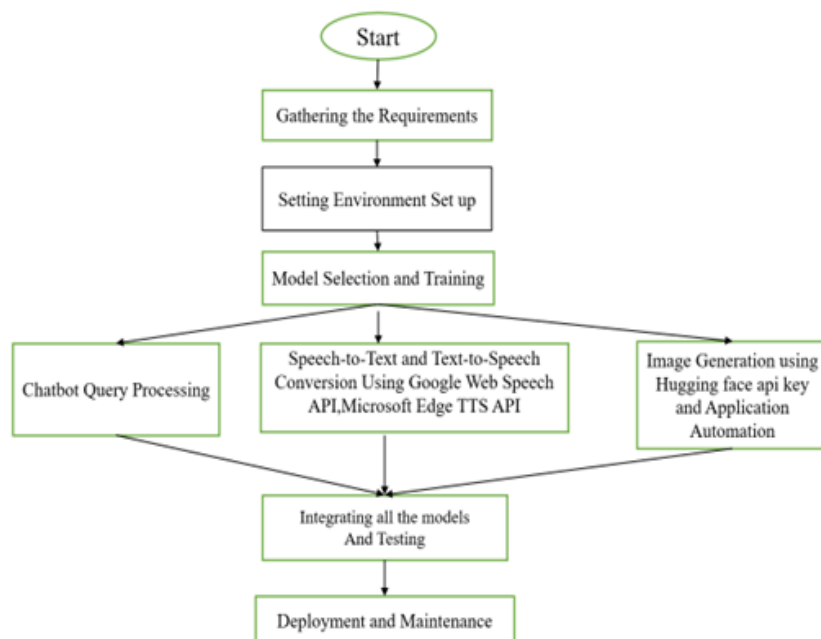 Start
Gathering the Requirements
Setting Environment Set up
Model Selection and Training
Chatbot Query Processing
Speech-to-Text and Text-to-Speech
Conversion Using Google Web Speech
API,Microsoft Edge TTS API
Image Generation using
Hugging face api key
and Application
Automation
Integrating all the models
And Testing
Deployment and Maintenance